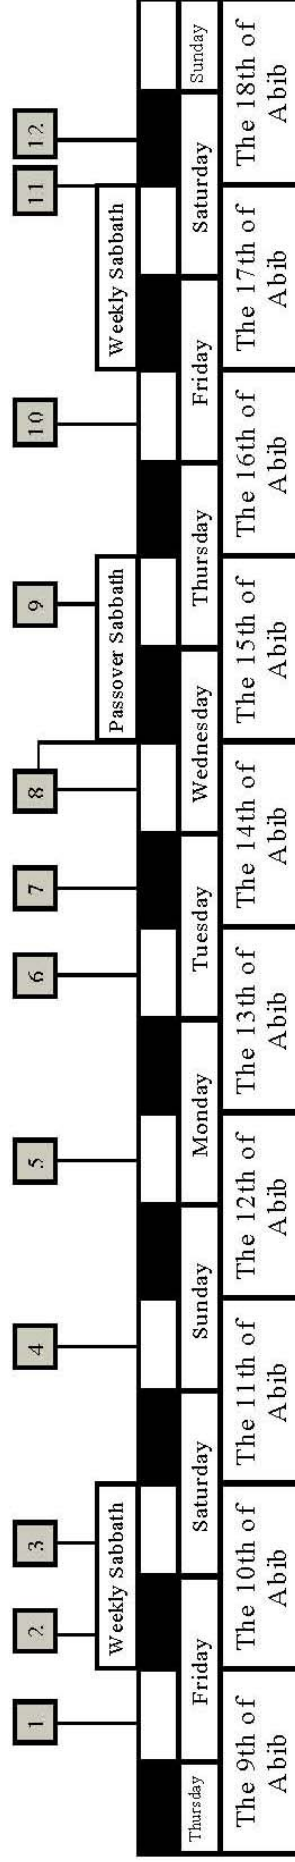 1 2 3 4 5 6 7 8 9 10 11 12
Weekly Sabbath Passover Sabbath Weekly Sabbath
Thursday Friday Saturday Sunday Monday Tuesday Wednesday Thursday Friday Saturday Sunday
The 9th of The 10th of The 11th of The 12th of The 13th of The 14th of The 15th of The 16th of The 17th of The 18th of
Abib Abib Abib Abib Abib Abib Abib Abib Abib Abib